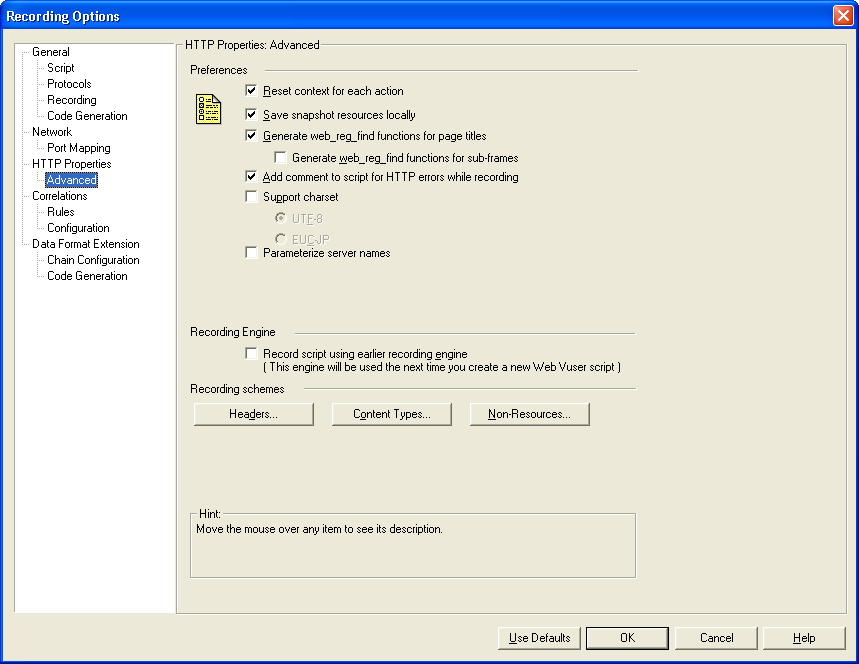 Recording Options
General
Script
Protocols
Recording
Code Generation
Network
Port Mapping
HTTP Properties
Advanced
Correlations
Rules
Configuration
Data Format Extension
Chain Configuration
Code Generation
HTTP Properties: Advanced
Preferences
Reset context for each action
Save snapshot resources locally
Generate web_reg_find functions for page titles
Generate web_reg_find functions for sub-frames
Add comment to script for HTTP errors while recording
Support charset
UTF-8
EUC-JP
Parameterize server names
Recording Engine
Record script using earlier recording engine
( This engine will be used the next time you create a new Web Vuser script )
Recording schemes
Headers... Content Types... Non-Resources...
Hint:
Move the mouse over any item to see its description.
Use Defaults OK Cancel Help